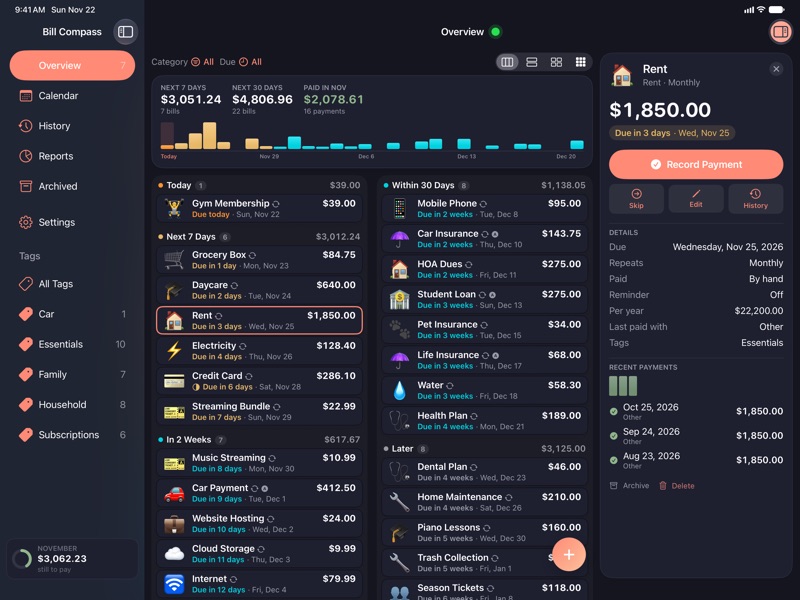 9:41 AM Sun Nov 22
Bill Compass
Overview 7
Calendar
History
Reports
Archived
Settings
Tags
All Tags
Car 1
Essentials 10
Family 7
Household 8
Subscriptions 6
NOVEMBER
$3,062.23
still to pay
Overview
Category All Due All
NEXT 7 DAYS
$3,051.24
7 bills
NEXT 30 DAYS
$4,806.96
22 bills
PAID IN NOV
$2,078.61
16 payments
Today Nov 29 Dec 6 Dec 13 Dec 20
Today 1 $39.00
Gym Membership $39.00
Due today · Sun, Nov 22
Next 7 Days 6 $3,012.24
Grocery Box $84.75
Due in 1 day · Mon, Nov 23
Daycare $640.00
Due in 2 days · Tue, Nov 24
Rent $1,850.00
Due in 3 days · Wed, Nov 25
Electricity $128.40
Due in 4 days · Thu, Nov 26
Credit Card $286.10
Due in 6 days · Sat, Nov 28
Streaming Bundle $22.99
Due in 7 days · Sun, Nov 29
In 2 Weeks 7 $617.67
Music Streaming $10.99
Due in 8 days · Mon, Nov 30
Car Payment $412.50
Due in 9 days · Tue, Dec 1
Website Hosting $24.00
Due in 10 days · Wed, Dec 2
Cloud Storage $9.99
Due in 11 days · Thu, Dec 3
Internet $79.99
Due in 12 days · Fri, Dec 4
Within 30 Days 8 $1,138.05
Mobile Phone $95.00
Due in 2 weeks · Tue, Dec 8
Car Insurance $143.75
Due in 2 weeks · Thu, Dec 10
HOA Dues $275.00
Due in 2 weeks · Fri, Dec 11
Student Loan $275.00
Due in 3 weeks · Sun, Dec 13
Pet Insurance $34.00
Due in 3 weeks · Tue, Dec 15
Life Insurance $68.00
Due in 3 weeks · Thu, Dec 17
Water $58.30
Due in 3 weeks · Fri, Dec 18
Health Plan $189.00
Due in 4 weeks · Mon, Dec 21
Later 8 $3,125.00
Dental Plan $46.00
Due in 4 weeks · Wed, Dec 23
Home Maintenance $210.00
Due in 4 weeks · Sat, Dec 26
Piano Lessons $160.00
Due in 5 weeks · Wed, Dec 30
Trash Collection
Due in 5 weeks · Fri, Jan 1
Season Tickets $118.00
Rent
Rent · Monthly
$1,850.00
Due in 3 days · Wed, Nov 25
Record Payment
Skip
Edit
History
DETAILS
Due Wednesday, Nov 25, 2026
Repeats Monthly
Paid By hand
Reminder Off
Per year $22,200.00
Last paid with Other
Tags Essentials
RECENT PAYMENTS
Oct 25, 2026 $1,850.00
Other
Sep 24, 2026 $1,850.00
Other
Aug 23, 2026 $1,850.00
Other
Archive Delete